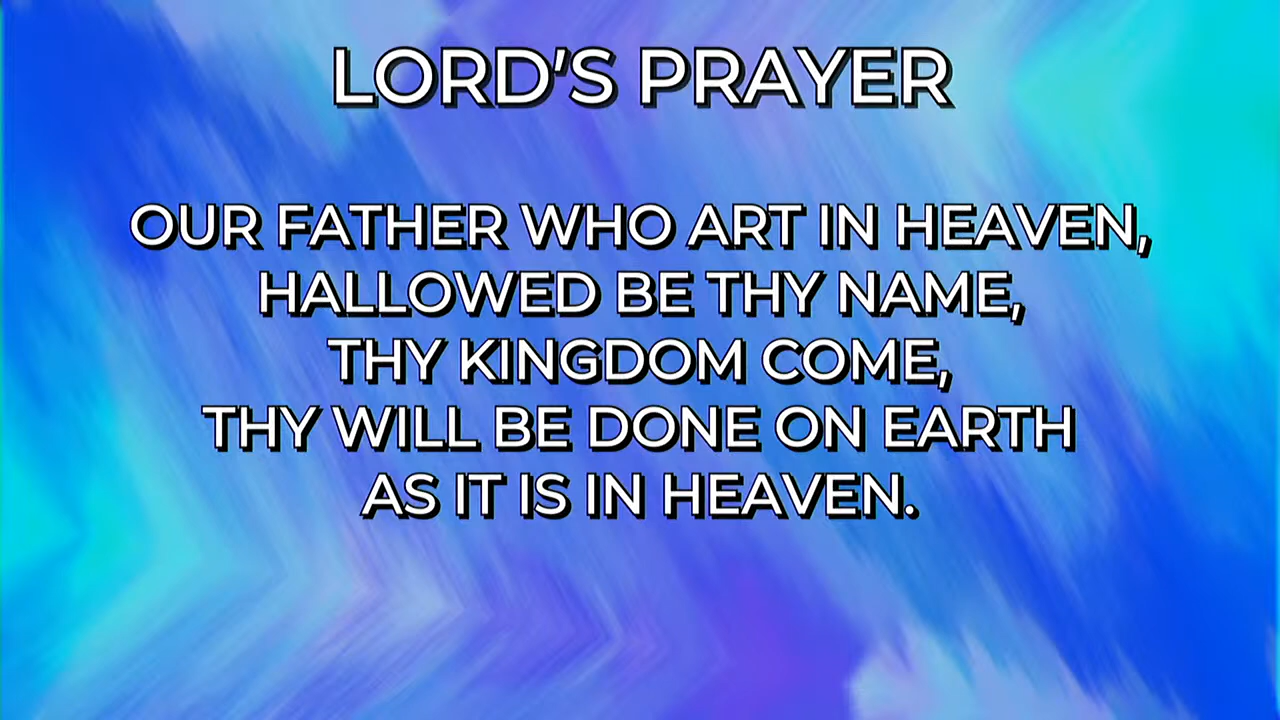 LORD'S PRAYER
OUR FATHER WHO ART IN HEAVEN,
HALLOWED BE THY NAME,
THY KINGDOM COME,
THY WILL BE DONE ON EARTH
AS IT IS IN HEAVEN.